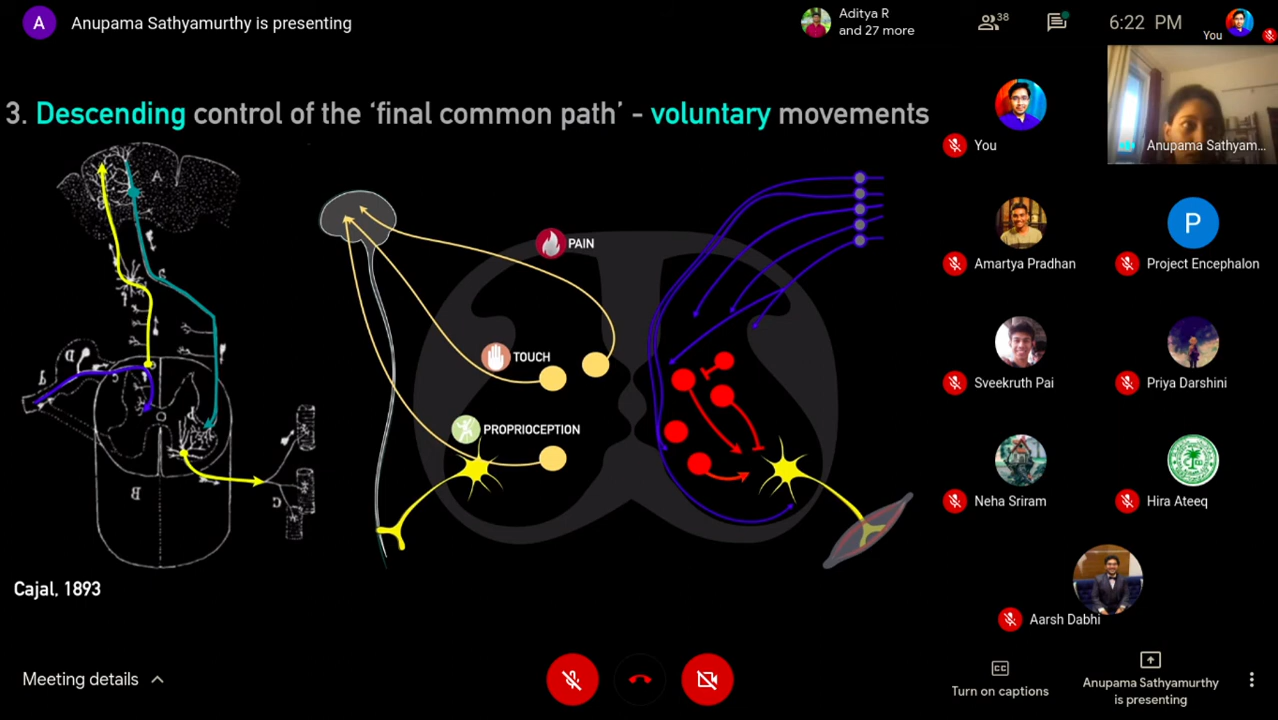 A
Anupama Sathyamurthy is presenting
Aditya R
and 27 more
38
6:22 PM
You
3. Descending control of the ‘final common path’ - voluntary movements
You
Anupama Sathyam...
Amartya Pradhan
P
Project Encephalon
Sveekruth Pai
Priya Darshini
Neha Sriram
Hira Ateeq
Aarsh Dabhi
PAIN
TOUCH
PROPRIOCEPTION
A
D
B
C
Cajal, 1893
Meeting details
CC
Turn on captions
Anupama Sathyamurthy
is presenting